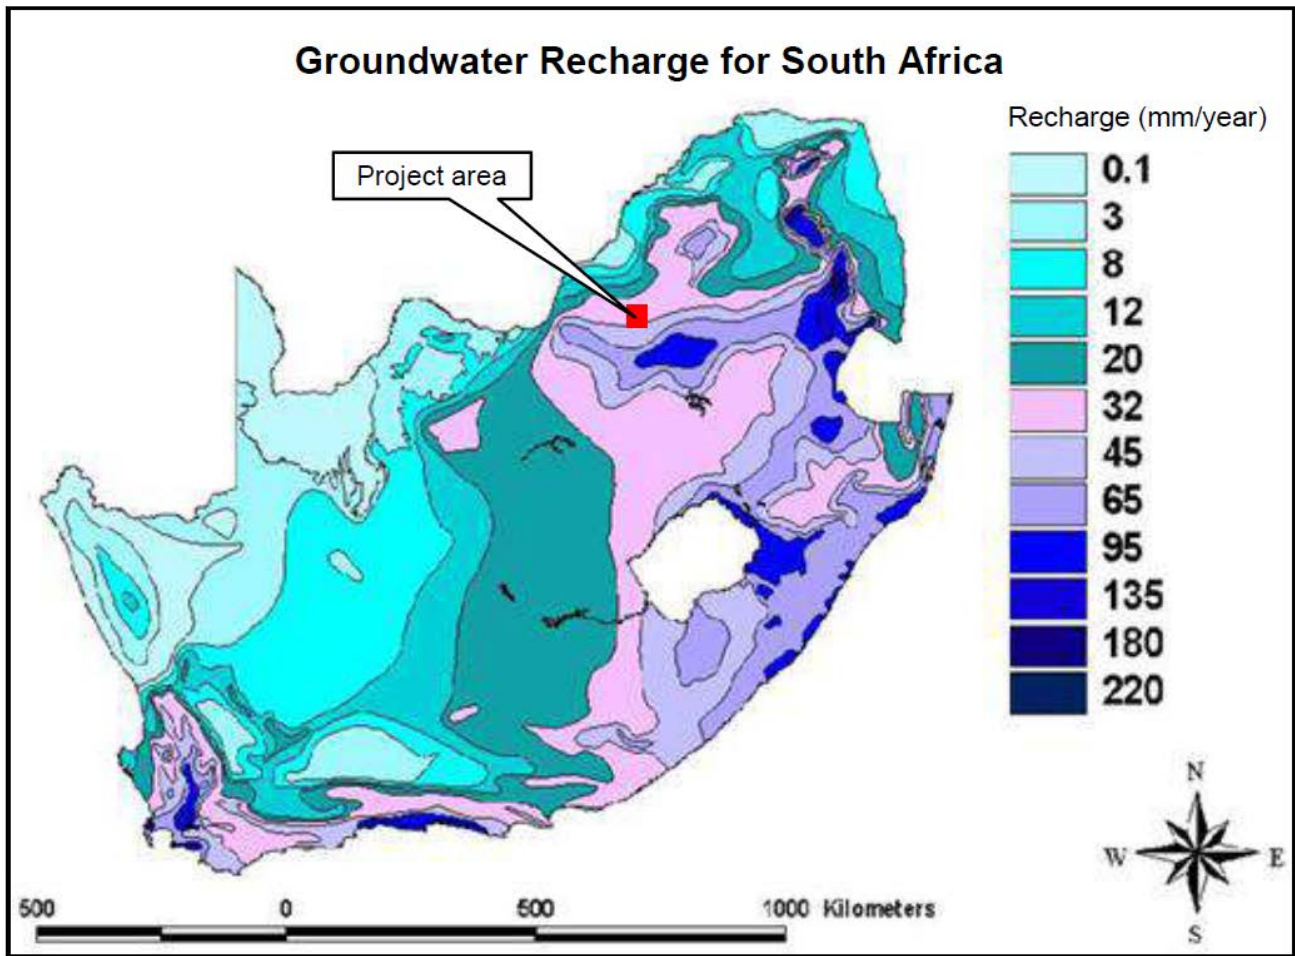 Groundwater Recharge for South Africa
Recharge (mm/year)
Project area
0.1
3
8
12
20
32
45
65
95
135
180
220
N
W E
S
500 0 500 1000 Kilometers